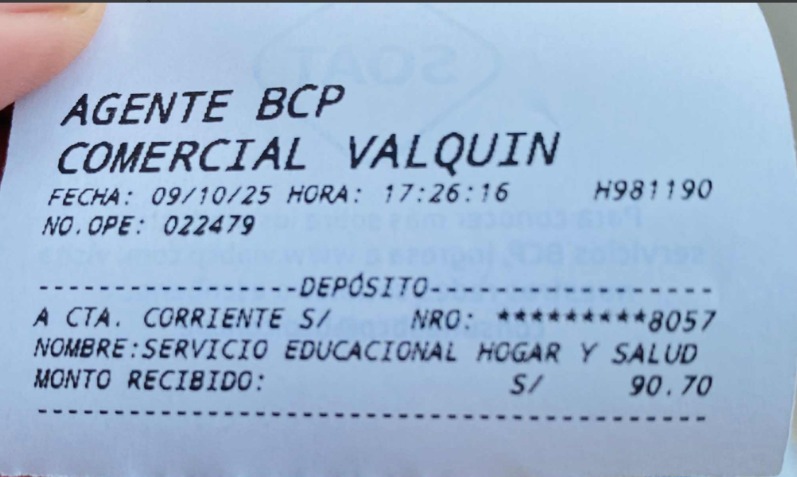 AGENTE BCP
COMERCIAL VALQUIN
FECHA: 09/10/25 HORA: 17:26:16 H981190
NO.OPE: 022479
------------------DEPÓSITO-------------------
A CTA. CORRIENTE S/ NRO: *********8057
NOMBRE:SERVICIO EDUCACIONAL HOGAR Y SALUD
MONTO RECIBIDO: S/ 90.70
---------------------------------------------